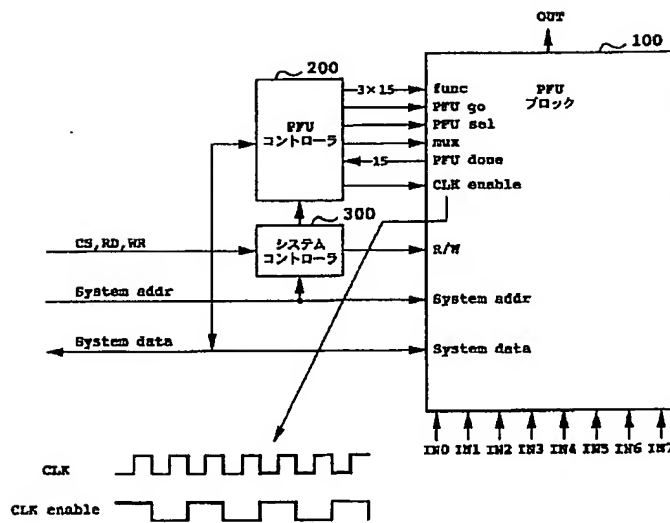 OUT
100
200
3×15
func
PFU
ブロック
PFU go
PFU
コントローラ
PFU sel
mux
15
PFU done
CLK enable
300
CS,RD,WR
システム
コントローラ
R/W
System addr
System addr
System data
System data
IN0 IN1 IN2 IN3 IN4 IN5 IN6 IN7
CLK
CLK enable